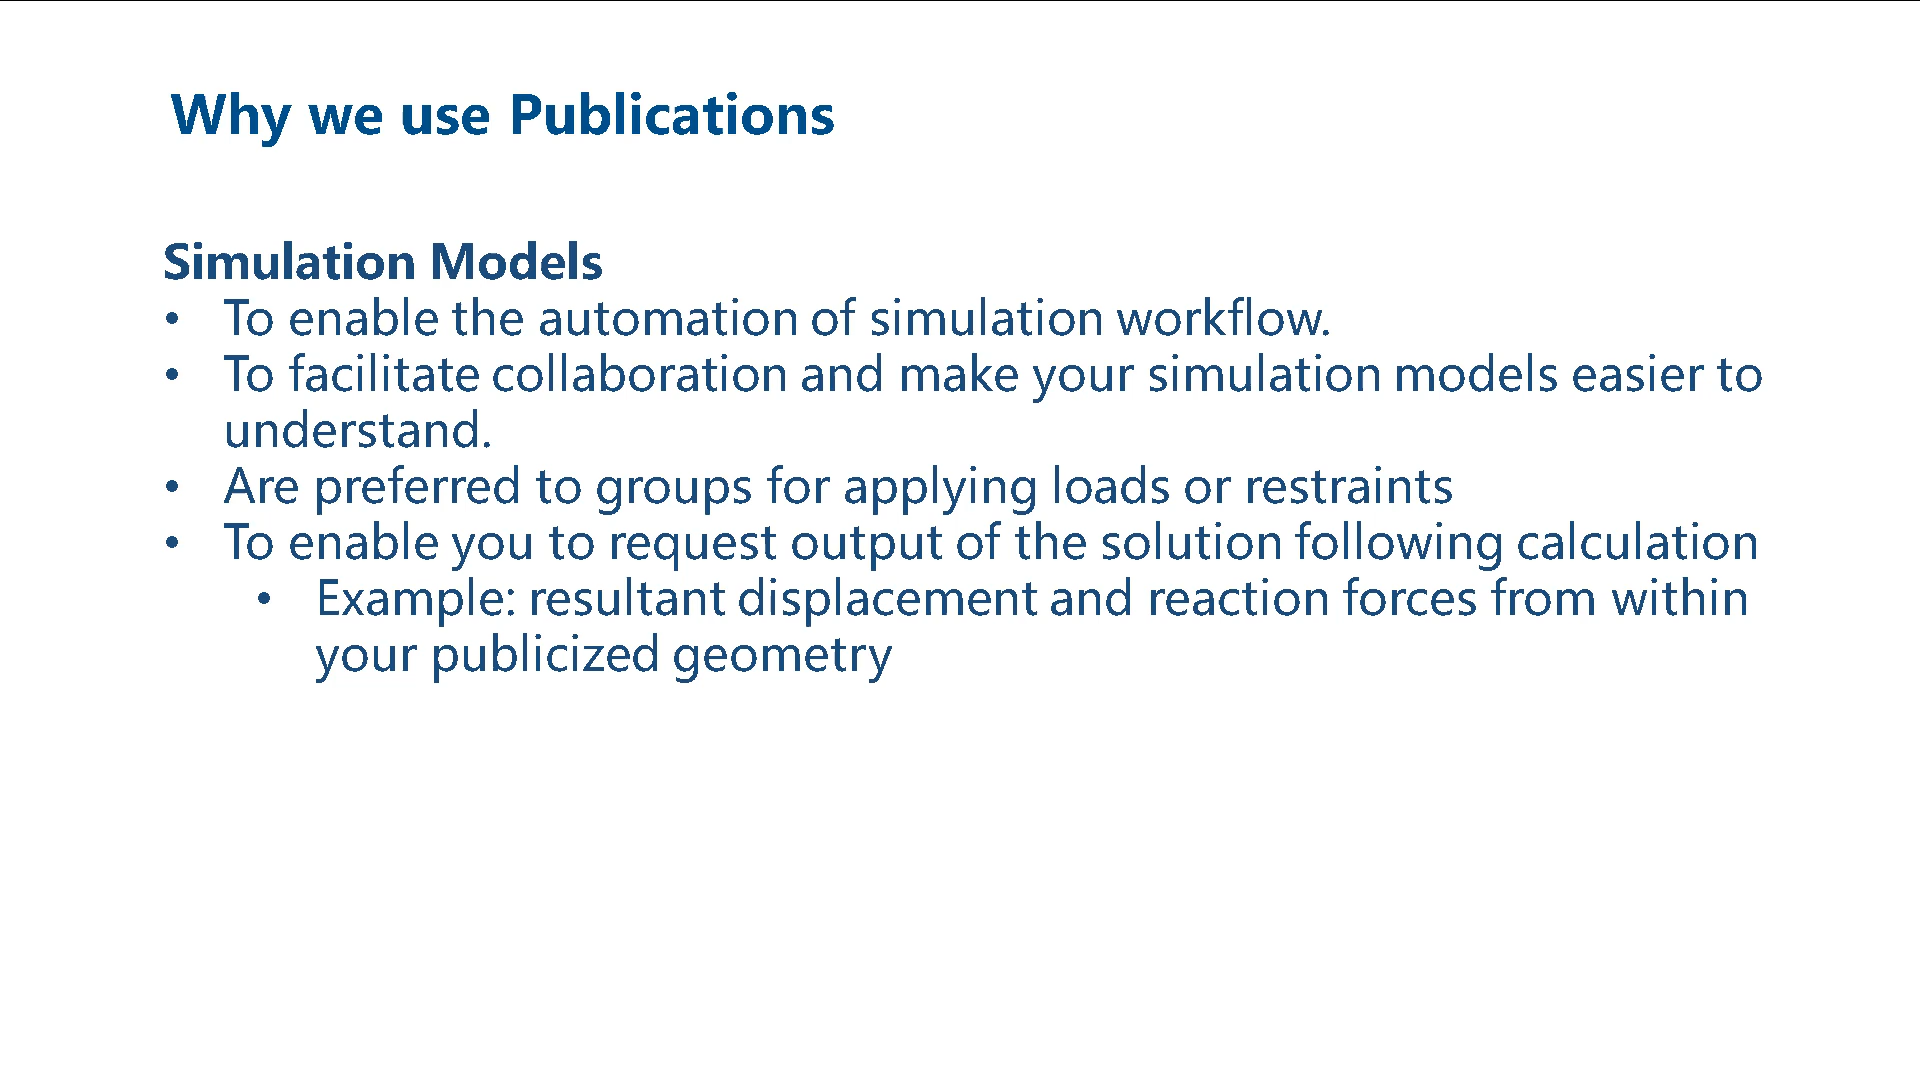 Why we use Publications
Simulation Models
• To enable the automation of simulation workflow.
• To facilitate collaboration and make your simulation models easier to
understand.
• Are preferred to groups for applying loads or restraints
• To enable you to request output of the solution following calculation
• Example: resultant displacement and reaction forces from within
your publicized geometry